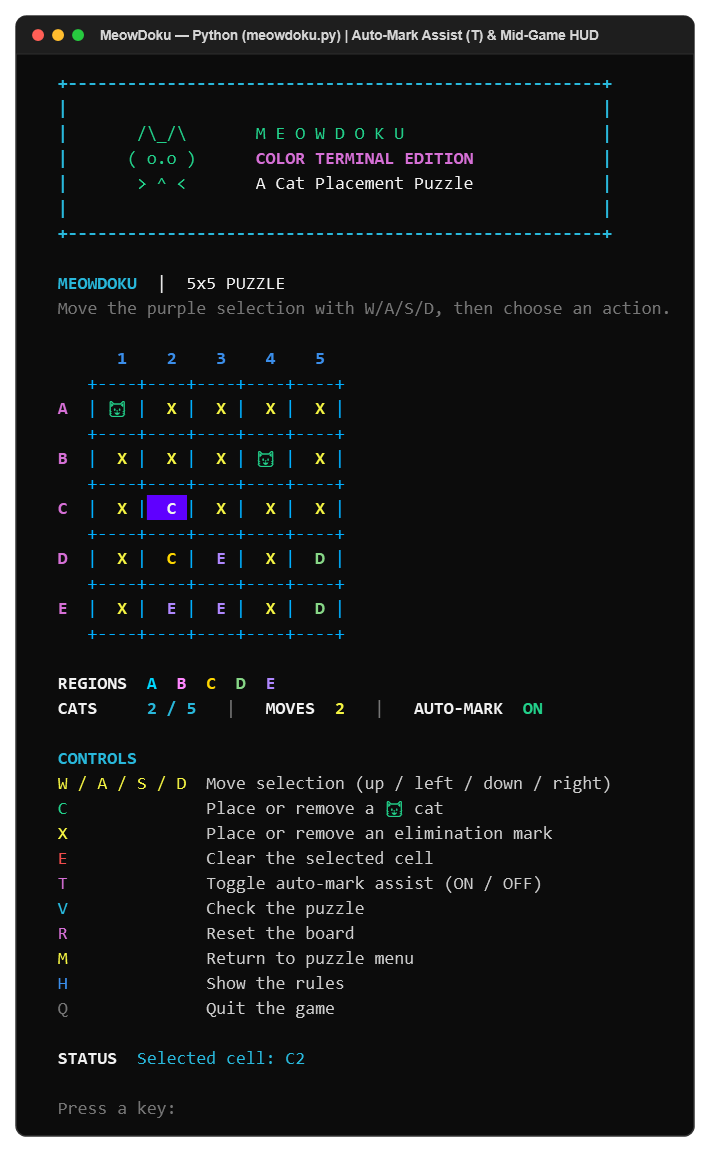 MeowDoku — Python (meowdoku.py) | Auto-Mark Assist (T) & Mid-Game HUD
+------------------------------------------------------+
|                                                      |
|       /\_/\       M E O W D O K U                    |
|      ( o.o )      COLOR TERMINAL EDITION             |
|       > ^ <       A Cat Placement Puzzle             |
|                                                      |
+------------------------------------------------------+
MEOWDOKU  |  5x5 PUZZLE
Move the purple selection with W/A/S/D, then choose an action.
      1    2    3    4    5
   +----+----+----+----+----+
A  | 🐱 |  X |  X |  X |  X |
   +----+----+----+----+----+
B  |  X |  X |  X | 🐱 |  X |
   +----+----+----+----+----+
C  |  X |  C |  X |  X |  X |
   +----+----+----+----+----+
D  |  X |  C |  E |  X |  D |
   +----+----+----+----+----+
E  |  X |  E |  E |  X |  D |
   +----+----+----+----+----+
REGIONS  A  B  C  D  E
CATS     2 / 5   |   MOVES  2   |   AUTO-MARK  ON
CONTROLS
W / A / S / D  Move selection (up / left / down / right)
C              Place or remove a 🐱 cat
X              Place or remove an elimination mark
E              Clear the selected cell
T              Toggle auto-mark assist (ON / OFF)
V              Check the puzzle
R              Reset the board
M              Return to puzzle menu
H              Show the rules
Q              Quit the game
STATUS  Selected cell: C2
Press a key: